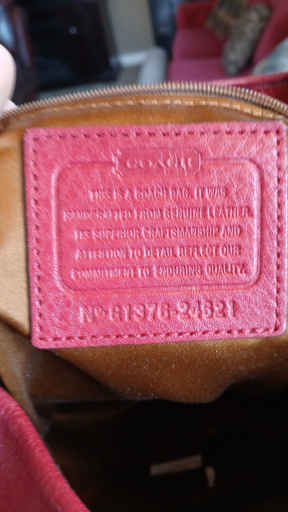 COACH
THIS IS A COACH BAG. IT WAS
HANDCRAFTED FROM GENUINE LEATHER.
ITS SUPERIOR CRAFTSMANSHIP AND
ATTENTION TO DETAIL REFLECT OUR
COMMITMENT TO ENDURING QUALITY.
Nº G1376-24621